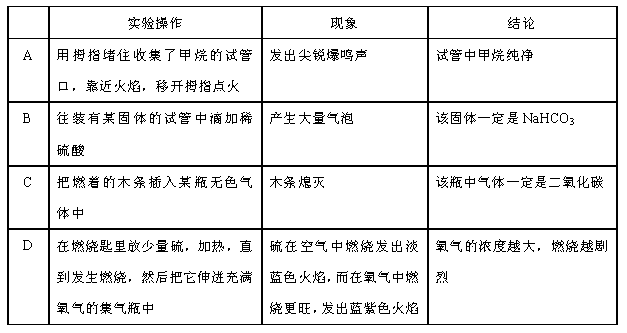 实验操作 现象 结论
A 用拇指堵住收集了甲烷的试管 发出尖锐爆鸣声 试管中甲烷纯净
口，靠近火焰，移开拇指点火
B 往装有某固体的试管中滴加稀 产生大量气泡 该固体一定是NaHCO₃
硫酸
C 把燃着的木条插入某瓶无色气 木条熄灭 该瓶中气体一定是二氧化碳
体中
D 在燃烧匙里放少量硫，加热，直 硫在空气中燃烧发出淡 氧气的浓度越大，燃烧越剧
到发生燃烧，然后把它伸进充满 蓝色火焰，而在氧气中燃 烈
氧气的集气瓶中 烧更旺，发出蓝紫色火焰